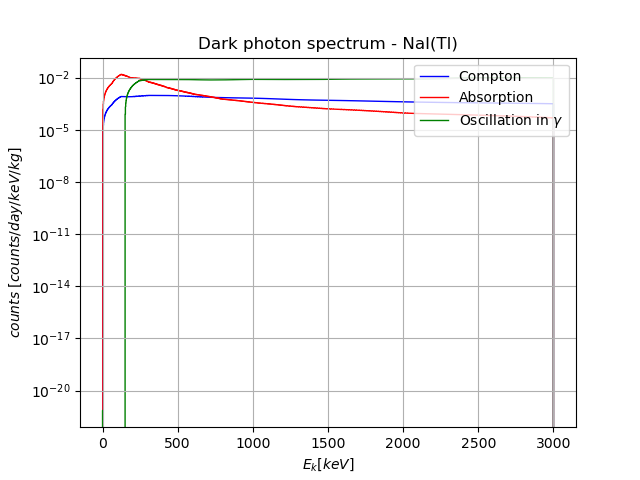 Dark photon spectrum - NaI(Tl)
Compton
Absorption
Oscillation in γ
counts [counts/day/keV/kg]
10⁻²
10⁻⁵
10⁻⁸
10⁻¹¹
10⁻¹⁴
10⁻¹⁷
10⁻²⁰
0 500 1000 1500 2000 2500 3000
E_k[keV]